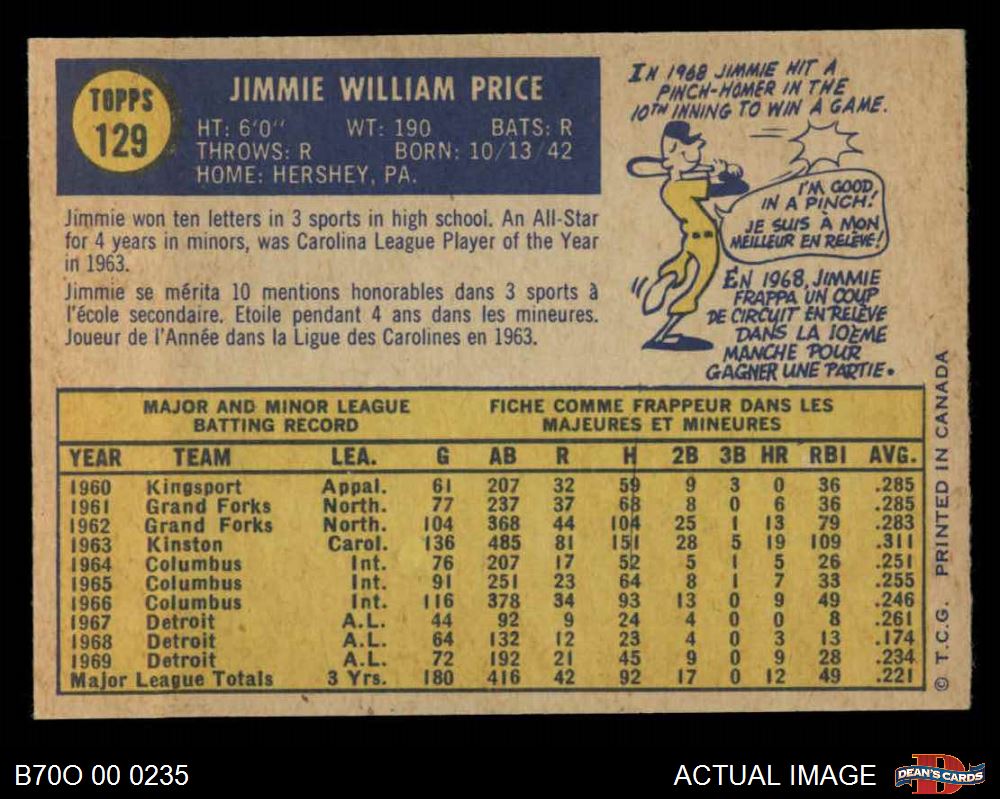 TOPPS
129
JIMMIE WILLIAM PRICE
HT: 6'0" WT: 190 BATS: R
THROWS: R BORN: 10/13/42
HOME: HERSHEY, PA.
Jimmie won ten letters in 3 sports in high school. An All-Star
for 4 years in minors, was Carolina League Player of the Year
in 1963.
Jimmie se mérita 10 mentions honorables dans 3 sports à
l'école secondaire. Etoile pendant 4 ans dans les mineures.
Joueur de l'Année dans la Ligue des Carolines en 1963.
IN 1968 JIMMIE HIT A
PINCH-HOMER IN THE
10TH INNING TO WIN A GAME.
I'M GOOD,
IN A PINCH!
JE SUIS À MON
MEILLEUR EN RELÈVE!
EN 1968, JIMMIE
FRAPPA UN COUP
DE CIRCUIT EN RELÈVE
DANS LA 10EME
MANCHE POUR
GAGNER UNE PARTIE.
MAJOR AND MINOR LEAGUE
BATTING RECORD
FICHE COMME FRAPPEUR DANS LES
MAJEURES ET MINEURES
YEAR TEAM LEA. G AB R H 2B 3B HR RBI AVG.
1960 Kingsport Appal. 61 207 32 59 9 3 0 36 .285
1961 Grand Forks North. 77 237 37 68 8 0 6 36 .285
1962 Grand Forks North. 104 368 44 104 25 1 13 79 .283
1963 Kinston Carol. 136 485 81 151 28 5 19 109 .311
1964 Columbus Int. 76 207 17 52 5 1 5 26 .251
1965 Columbus Int. 91 251 23 64 8 1 7 33 .255
1966 Columbus Int. 116 378 34 93 13 0 9 49 .246
1967 Detroit A.L. 44 92 9 24 4 0 0 8 .261
1968 Detroit A.L. 64 132 12 23 4 0 3 13 .174
1969 Detroit A.L. 72 192 21 45 9 0 9 28 .234
Major League Totals 3 Yrs. 180 416 42 92 17 0 12 49 .221
© T.C.G. PRINTED IN CANADA
B70O 00 0235
ACTUAL IMAGE
D
DEAN'S CARDS